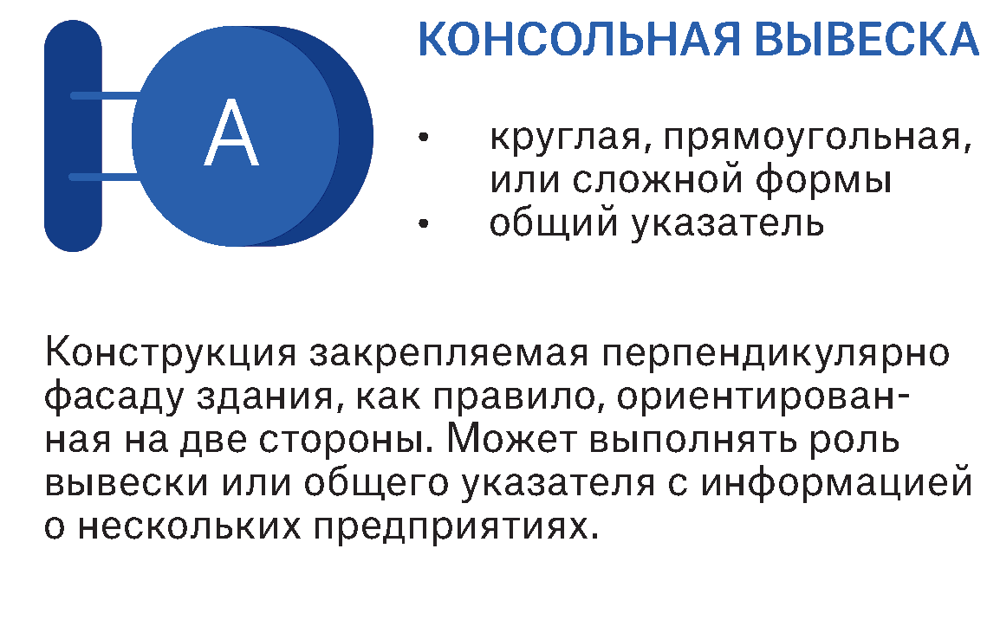 А
КОНСОЛЬНАЯ ВЫВЕСКА
• круглая, прямоугольная,
или сложной формы
• общий указатель
Конструкция закрепляемая перпендикулярно
фасаду здания, как правило, ориентирован-
ная на две стороны. Может выполнять роль
вывески или общего указателя с информацией
о нескольких предприятиях.